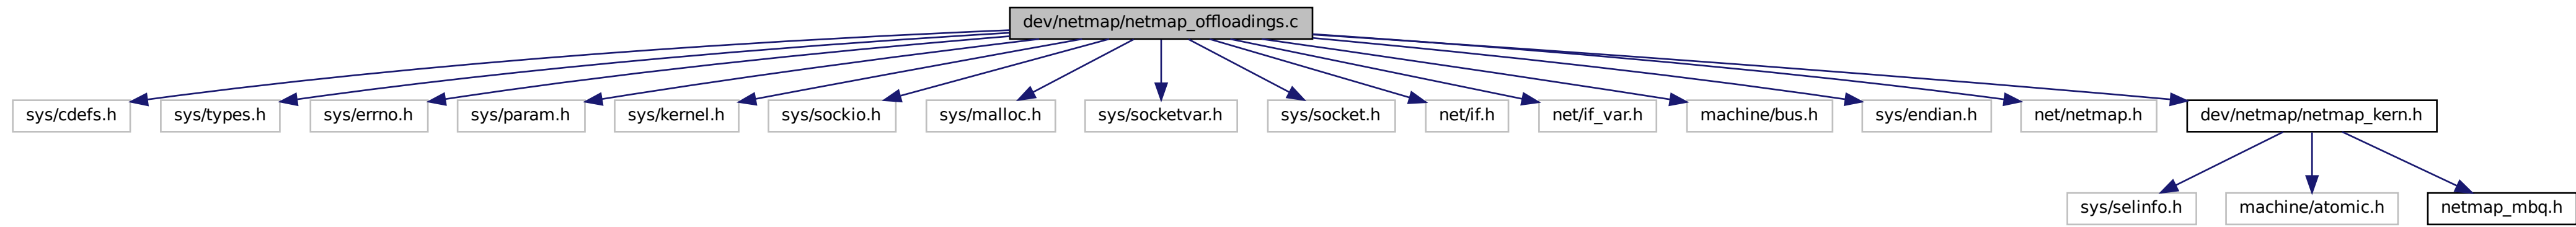 dev/netmap/netmap_offloadings.c
sys/cdefs.h
sys/types.h
sys/errno.h
sys/param.h
sys/kernel.h
sys/sockio.h
sys/malloc.h
sys/socketvar.h
sys/socket.h
net/if.h
net/if_var.h
machine/bus.h
sys/endian.h
net/netmap.h
dev/netmap/netmap_kern.h
sys/selinfo.h
machine/atomic.h
netmap_mbq.h